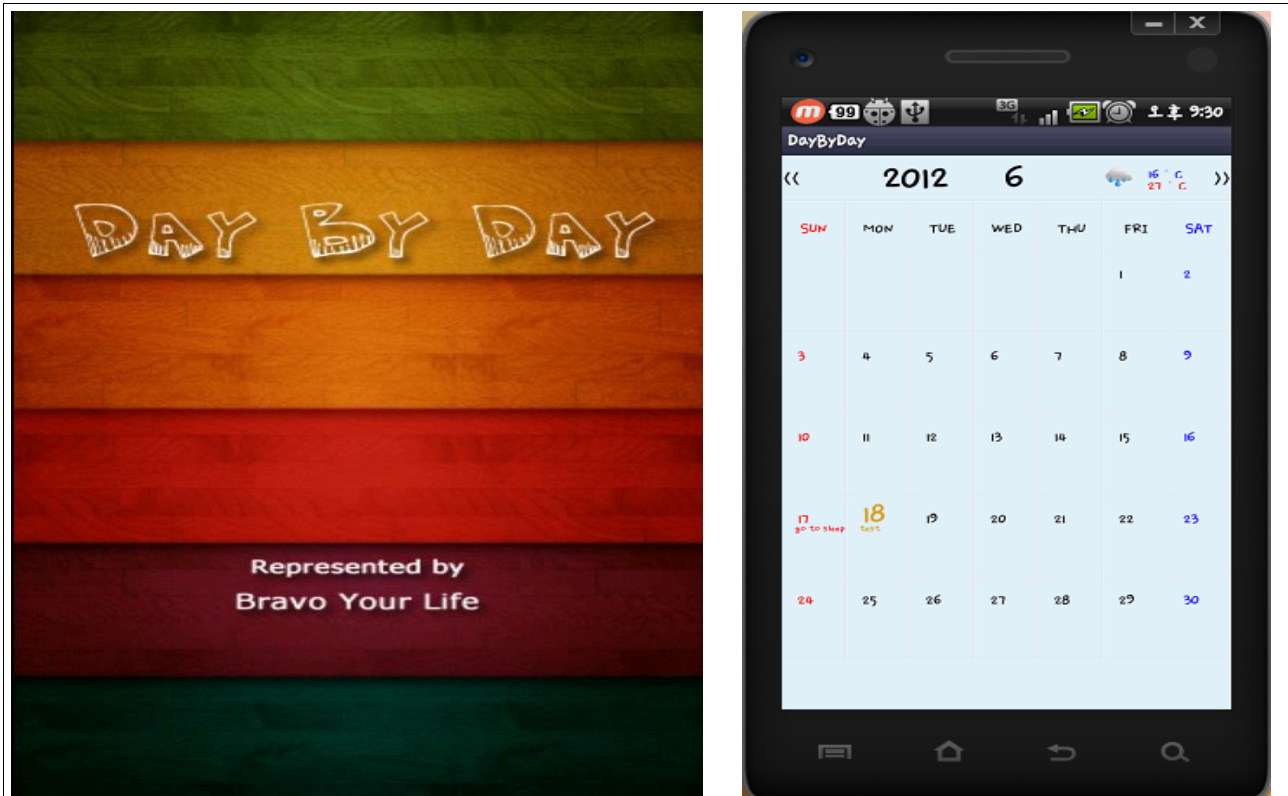 DAY BY DAY
Represented by
Bravo Your Life
m 99 3G 오후 9:30
DayByDay
<< 2012 6 16 ° C >>
27 ° C
SUN MON TUE WED THU FRI SAT
1 2
3 4 5 6 7 8 9
10 11 12 13 14 15 16
17 18 19 20 21 22 23
go to sleep test
24 25 26 27 28 29 30